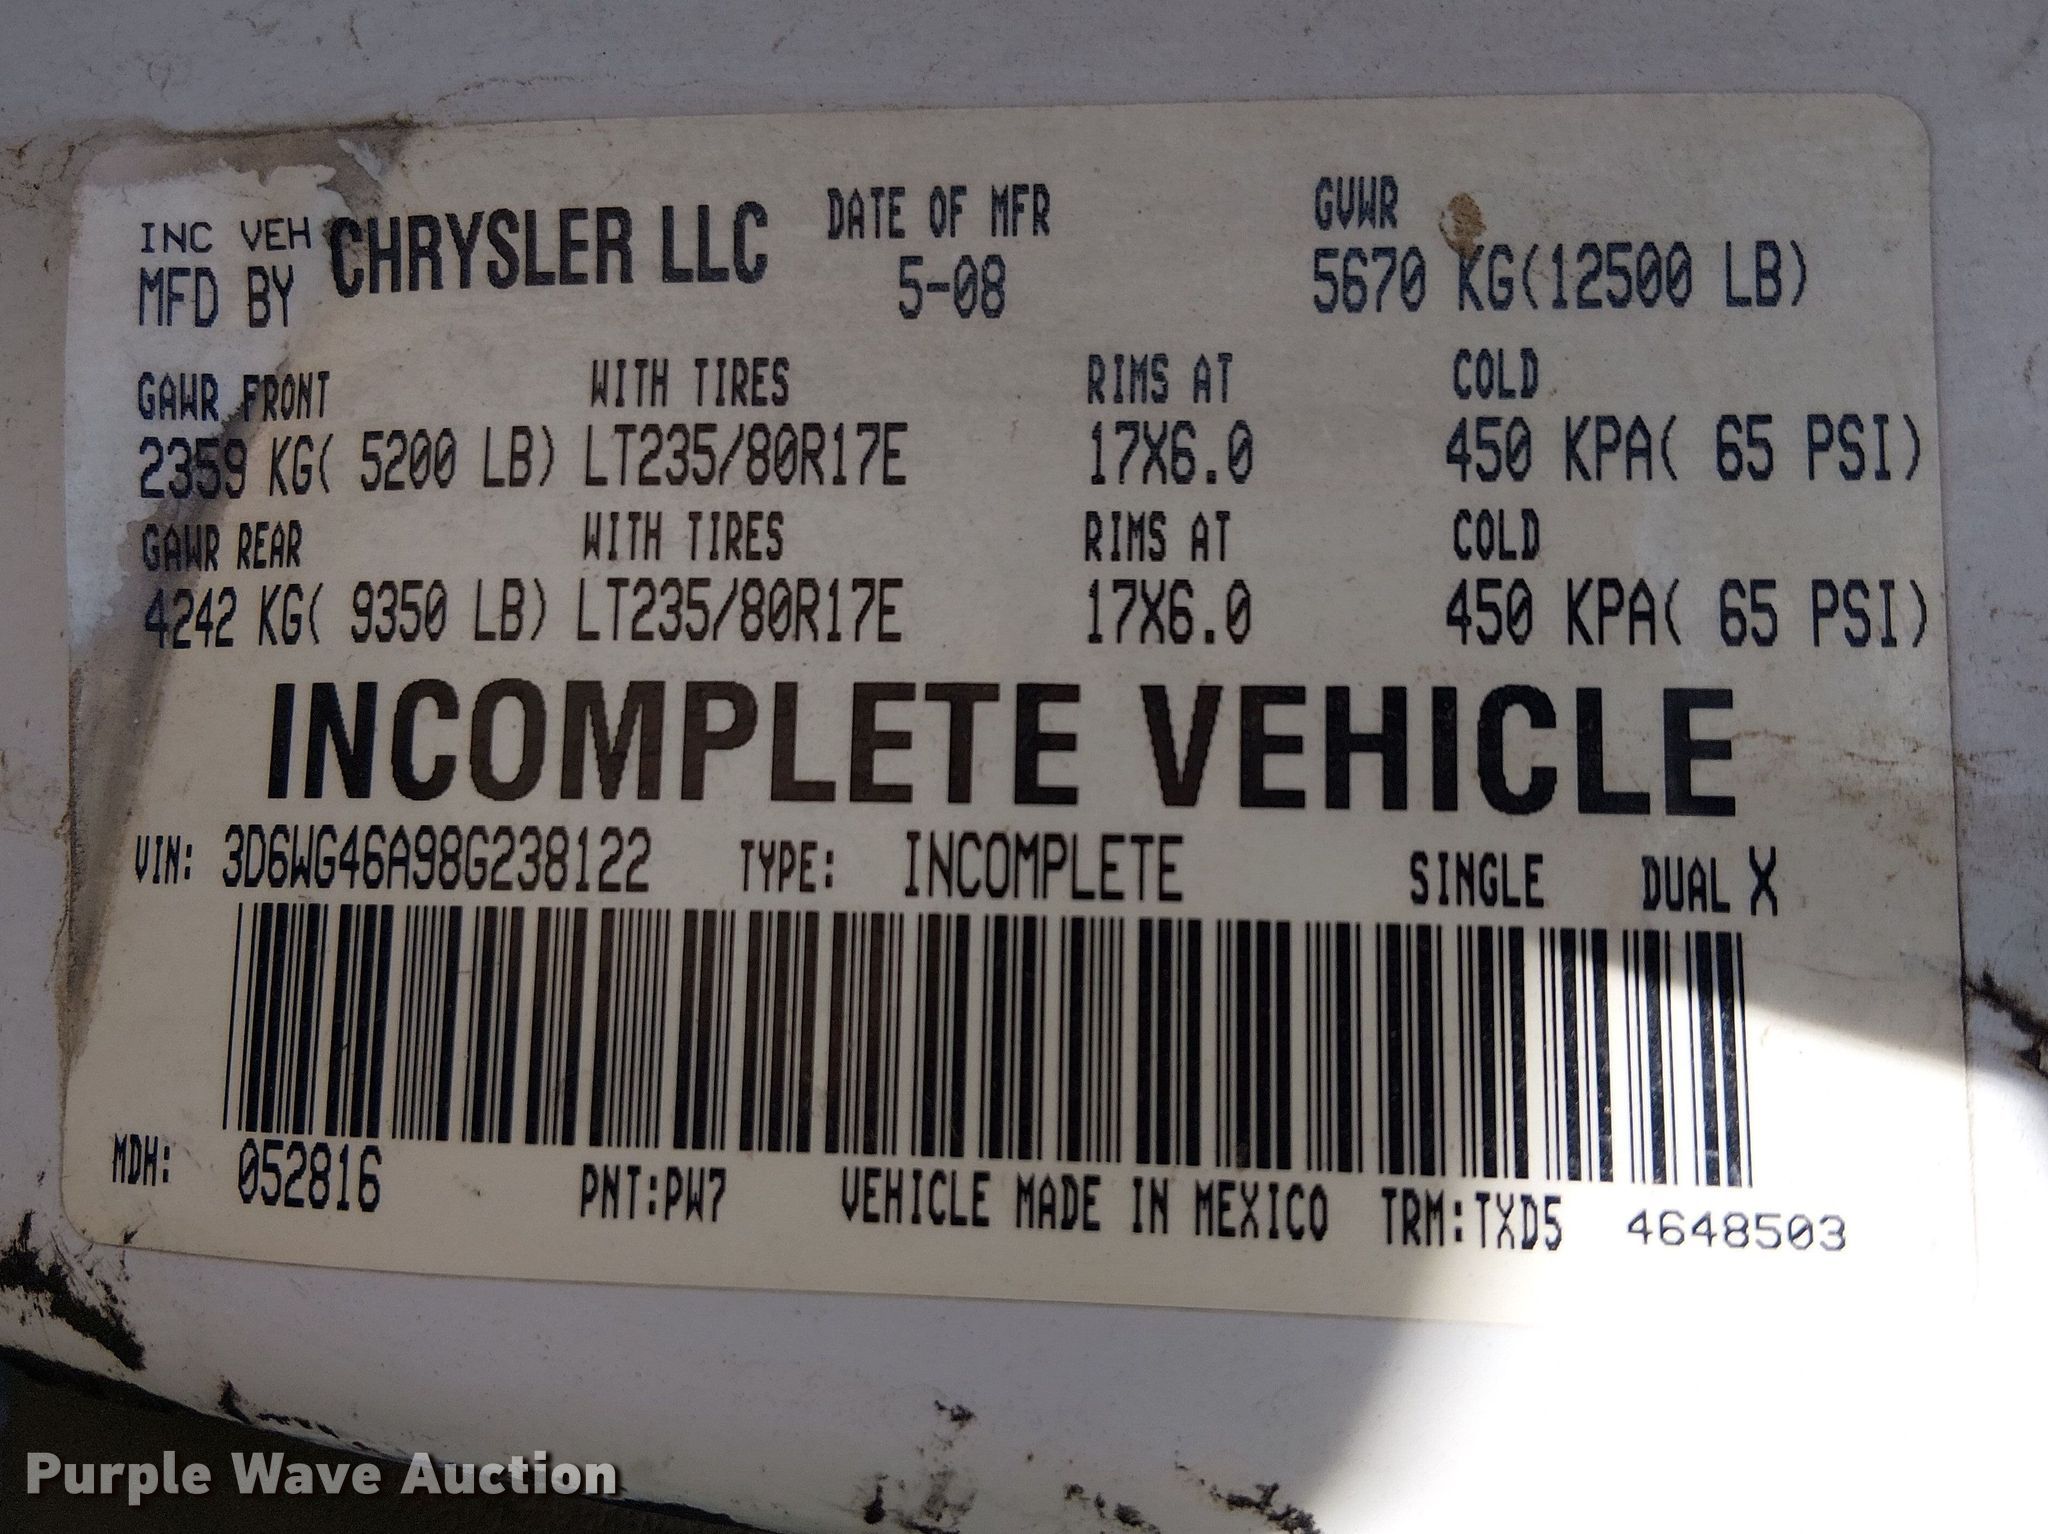 INC VEH MFD BY CHRYSLER LLC DATE OF MFR 5-08 GVWR 5670 KG(12500 LB)
GAWR FRONT WITH TIRES RIMS AT COLD
2359 KG( 5200 LB) LT235/80R17E 17X6.0 450 KPA( 65 PSI)
GAWR REAR WITH TIRES RIMS AT COLD
4242 KG( 9350 LB) LT235/80R17E 17X6.0 450 KPA( 65 PSI)
INCOMPLETE VEHICLE
VIN: 3D6WG46A98G238122 TYPE: INCOMPLETE SINGLE DUAL X
MDH: 052816 PNT:PW7 VEHICLE MADE IN MEXICO TRM:TXD5 4648503
Purple Wave Auction